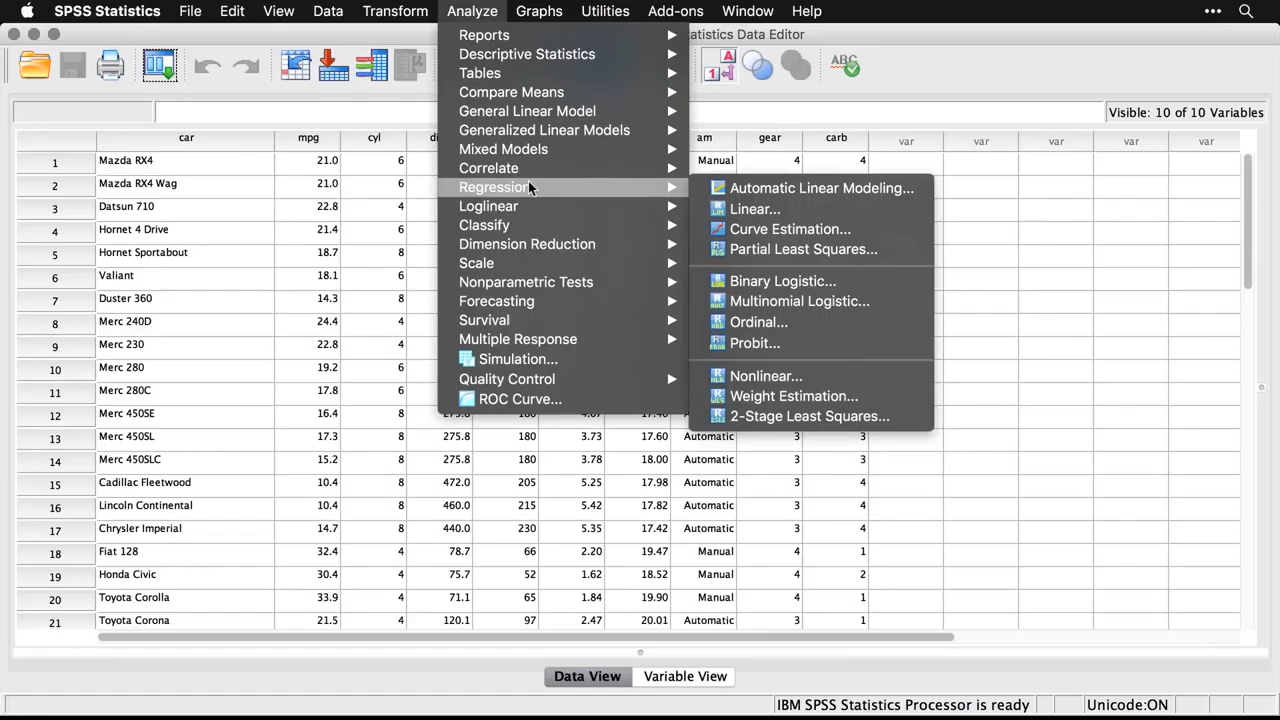 SPSS Statistics File Edit View Data Transform Analyze Graphs Utilities Add-ons Window Help
atistics Data Editor
Reports
Descriptive Statistics
Tables
Compare Means
General Linear Model
Generalized Linear Models
Mixed Models
Correlate
Regression
Loglinear
Classify
Dimension Reduction
Scale
Nonparametric Tests
Forecasting
Survival
Multiple Response
Simulation...
Quality Control
ROC Curve...
Automatic Linear Modeling...
Linear...
Curve Estimation...
Partial Least Squares...
Binary Logistic...
Multinomial Logistic...
Ordinal...
Probit...
Nonlinear...
Weight Estimation...
2-Stage Least Squares...
Visible: 10 of 10 Variables
car mpg cyl di am gear carb var var var var var
1 Mazda RX4 21.0 6 Manual 4 4
2 Mazda RX4 Wag 21.0 6
3 Datsun 710 22.8 4
4 Hornet 4 Drive 21.4 6
5 Hornet Sportabout 18.7 8
6 Valiant 18.1 6
7 Duster 360 14.3 8
8 Merc 240D 24.4 4
9 Merc 230 22.8 4
10 Merc 280 19.2 6
11 Merc 280C 17.8 6
12 Merc 450SE 16.4 8 275.8 180 4.07 17.40 Automatic 3 3
13 Merc 450SL 17.3 8 275.8 180 3.73 17.60 Automatic 3 3
14 Merc 450SLC 15.2 8 275.8 180 3.78 18.00 Automatic 3 3
15 Cadillac Fleetwood 10.4 8 472.0 205 5.25 17.98 Automatic 3 4
16 Lincoln Continental 10.4 8 460.0 215 5.42 17.82 Automatic 3 4
17 Chrysler Imperial 14.7 8 440.0 230 5.35 17.42 Automatic 3 4
18 Fiat 128 32.4 4 78.7 66 2.20 19.47 Manual 4 1
19 Honda Civic 30.4 4 75.7 52 1.62 18.52 Manual 4 2
20 Toyota Corolla 33.9 4 71.1 65 1.84 19.90 Manual 4 1
21 Toyota Corona 21.5 4 120.1 97 2.47 20.01 Automatic 3 1
Data View Variable View
IBM SPSS Statistics Processor is ready Unicode:ON